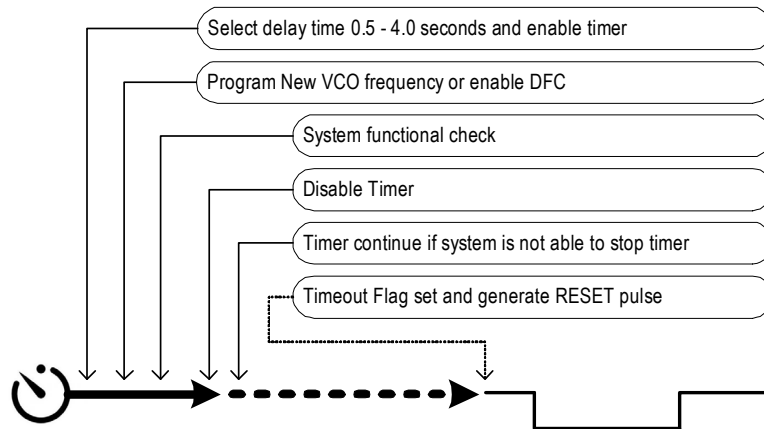 Select delay time 0.5 - 4.0 seconds and enable timer
Program New VCO frequency or enable DFC
System functional check
Disable Timer
Timer continue if system is not able to stop timer
Timeout Flag set and generate RESET pulse